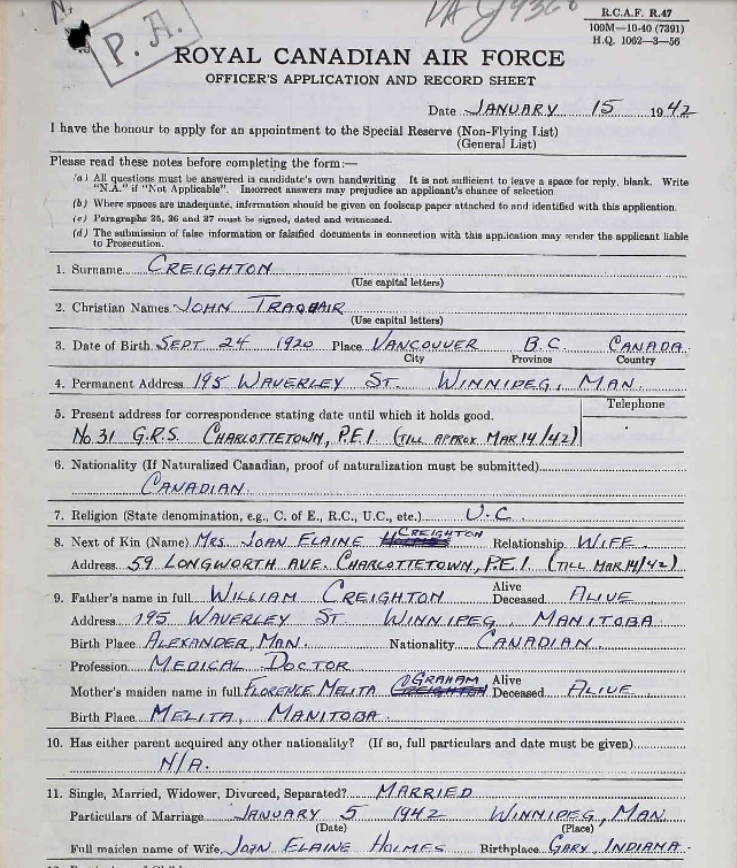 R.C.A.F. R.47
100M—10-40 (7391)
H.Q. 1062—3—56
P.A.
ROYAL CANADIAN AIR FORCE
OFFICER'S APPLICATION AND RECORD SHEET
Date JANUARY 15 1942
I have the honour to apply for an appointment to the Special Reserve (Non-Flying List)
(General List)
Please read these notes before completing the form:—
(a) All questions must be answered is candidate's own handwriting It is not sufficient to leave a space for reply, blank. Write
"N.A." if "Not Applicable". Incorrect answers may prejudice an applicant's chance of selection.
(b) Where spaces are inadequate, information should be given on foolscap paper attached to and identified with this application.
(c) Paragraphs 25, 26 and 27 must be signed, dated and witnessed.
(d) The submission of false information or falsified documents in connection with this application may render the applicant liable
to Prosecution.
1. Surname CREIGHTON
(Use capital letters)
2. Christian Names JOHN TRAQUAIR
(Use capital letters)
3. Date of Birth SEPT 24 1920 Place VANCOUVER B.C. CANADA
City Province Country
4. Permanent Address 195 WAVERLEY ST. WINNIPEG, MAN.
5. Present address for correspondence stating date until which it holds good. Telephone
No. 31 G.R.S. CHARLOTTETOWN, P.E.I. (TILL APPROX MAR 14/42)
6. Nationality (If Naturalized Canadian, proof of naturalization must be submitted)
CANADIAN
7. Religion (State denomination, e.g., C. of E., R.C., U.C., etc.) U.C.
8. Next of Kin (Name) MRS. JOAN ELAINE HOLMES CREIGHTON Relationship WIFE
Address 59 LONGWORTH AVE. CHARLOTTETOWN, P.E.I. (TILL MAR 14/42)
9. Father's name in full WILLIAM CREIGHTON Alive Deceased ALIVE
Address 195 WAVERLEY ST WINNIPEG, MANITOBA
Birth Place ALEXANDER, MAN. Nationality CANADIAN
Profession MEDICAL DOCTOR
Mother's maiden name in full FLORENCE MELITA CREIGHTON GRAHAM Alive Deceased ALIVE
Birth Place MELITA, MANITOBA
10. Has either parent acquired any other nationality? (If so, full particulars and date must be given)
N/A.
11. Single, Married, Widower, Divorced, Separated? MARRIED
Particulars of Marriage JANUARY 5 1942 WINNIPEG, MAN.
(Date) (Place)
Full maiden name of Wife JOAN ELAINE HOLMES Birthplace GARY, INDIANA